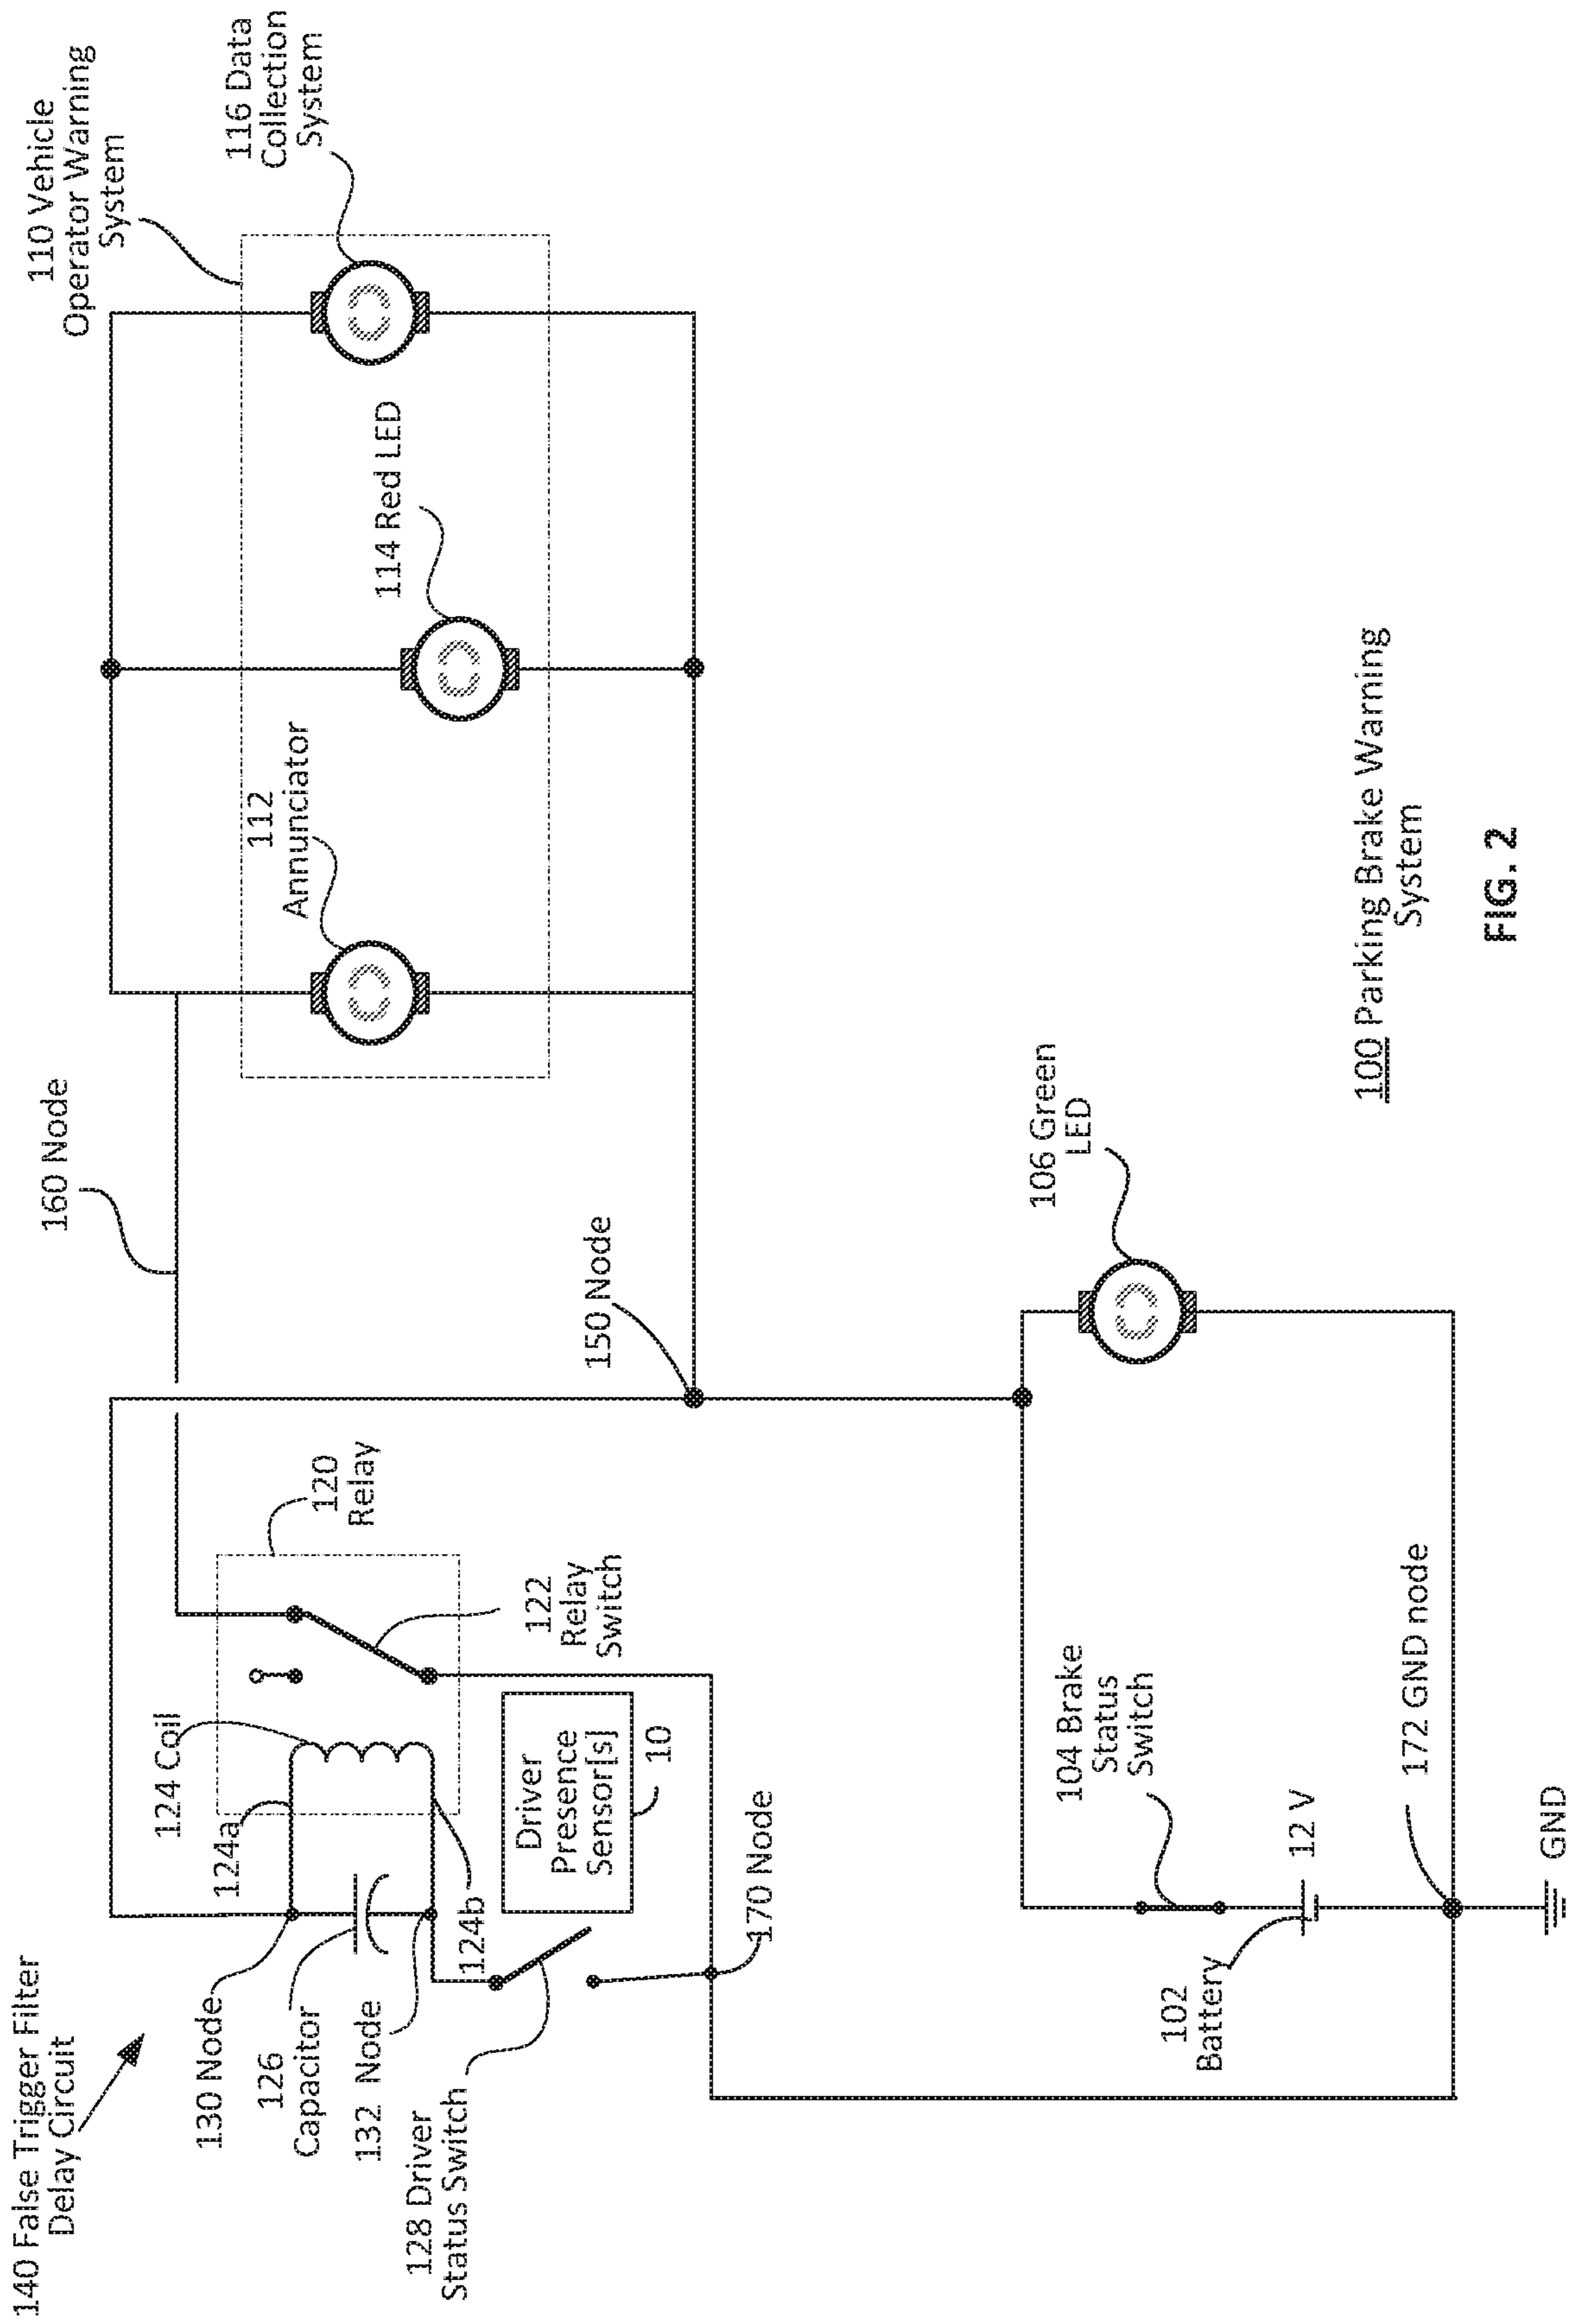 140 False Trigger Filter
Delay Circuit
130 Node
126
Capacitor
132 Node
128 Driver
Status Switch
124a
124 Coil
124b
120
Relay
122
Relay
Switch
Driver
Presence
Sensor[s]
10
170 Node
160 Node
150 Node
110 Vehicle
Operator Warning
System
112
Annunciator
114 Red LED
116 Data
Collection
System
102
Battery
12 V
104 Brake
Status
Switch
172 GND node
GND
106 Green
LED
100 Parking Brake Warning
System
FIG. 2